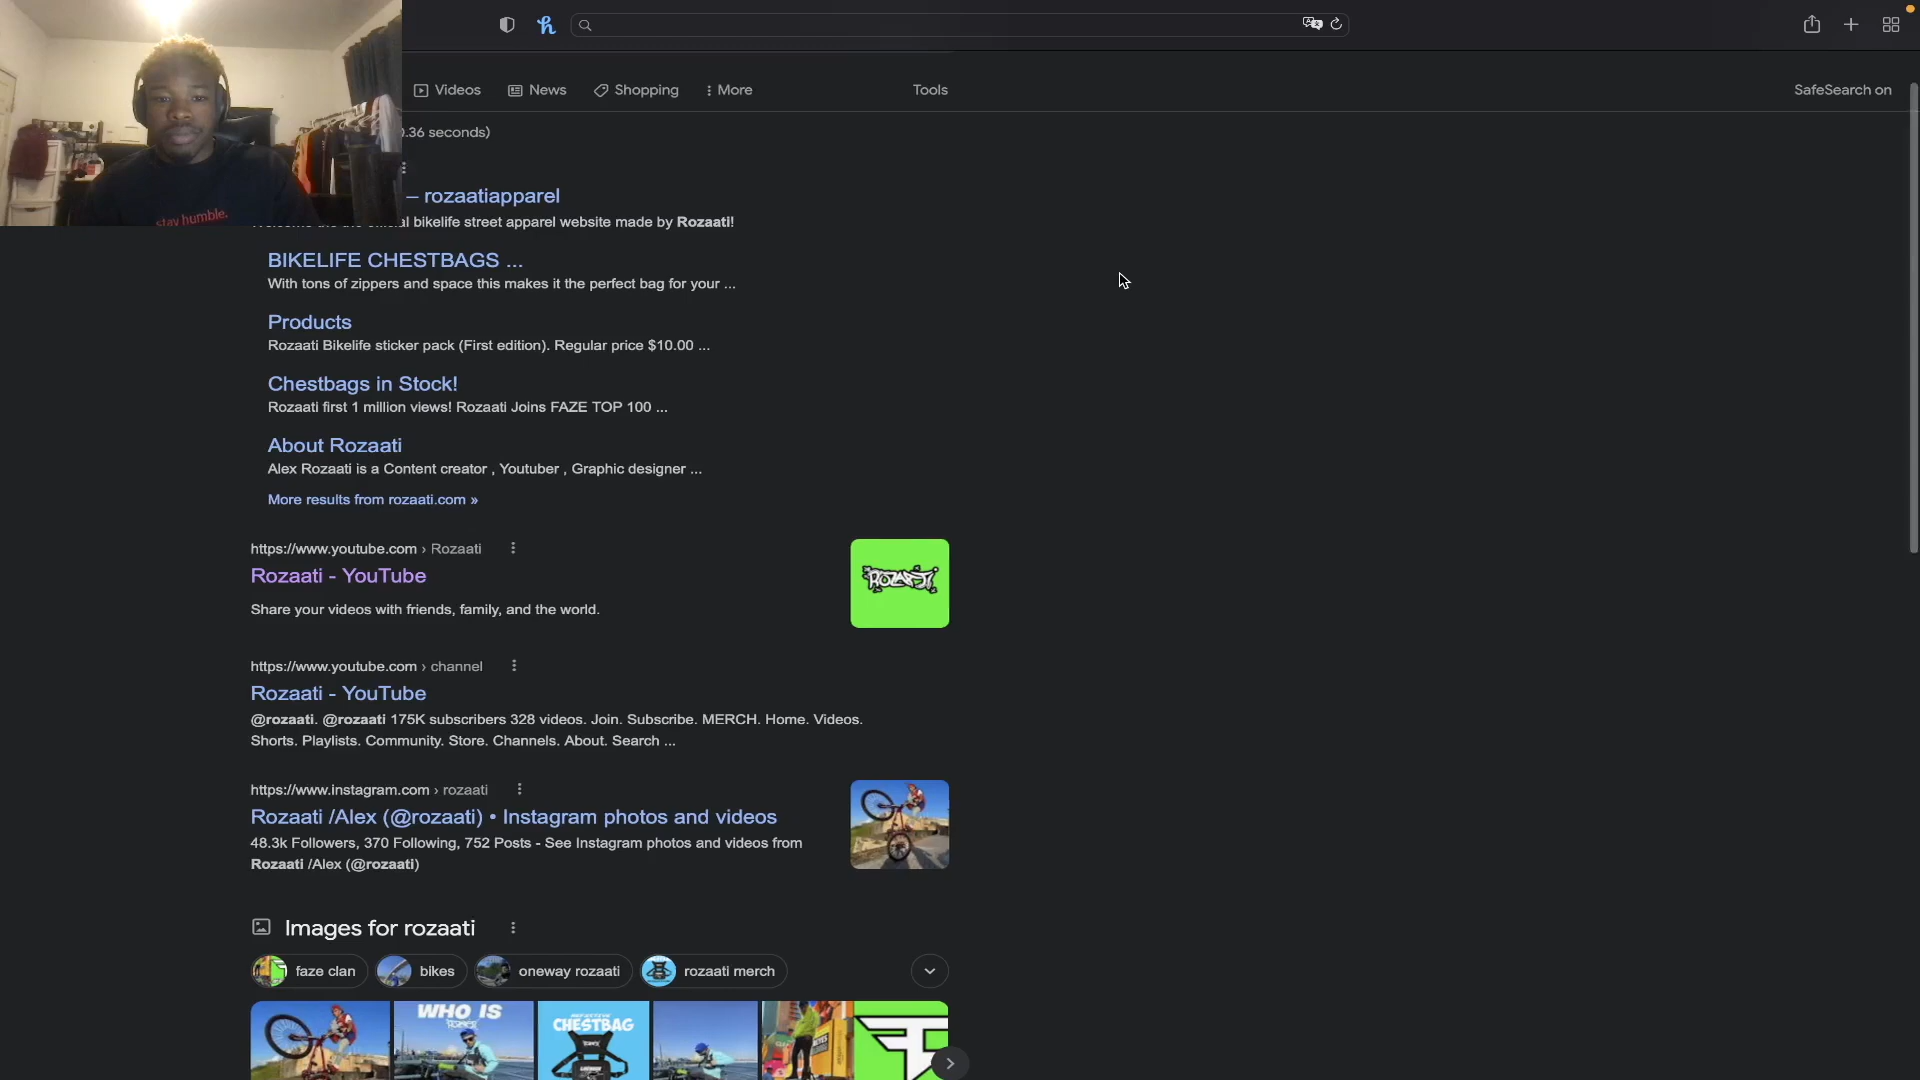 Videos
News
Shopping
More
Tools
SafeSearch on
0.36 seconds)
– rozaatiapparel
stay humble.
al bikelife street apparel website made by Rozaati!
BIKELIFE CHESTBAGS ...
With tons of zippers and space this makes it the perfect bag for your ...
Products
Rozaati Bikelife sticker pack (First edition). Regular price $10.00 ...
Chestbags in Stock!
Rozaati first 1 million views! Rozaati Joins FAZE TOP 100 ...
About Rozaati
Alex Rozaati is a Content creator , Youtuber , Graphic designer ...
More results from rozaati.com »
https://www.youtube.com › Rozaati
Rozaati - YouTube
Share your videos with friends, family, and the world.
ROZAATI
https://www.youtube.com › channel
Rozaati - YouTube
@rozaati. @rozaati 175K subscribers 328 videos. Join. Subscribe. MERCH. Home. Videos.
Shorts. Playlists. Community. Store. Channels. About. Search ...
https://www.instagram.com › rozaati
Rozaati /Alex (@rozaati) • Instagram photos and videos
48.3k Followers, 370 Following, 752 Posts - See Instagram photos and videos from
Rozaati /Alex (@rozaati)
Images for rozaati
faze clan
bikes
oneway rozaati
rozaati merch
WHO IS
CHESTBAG